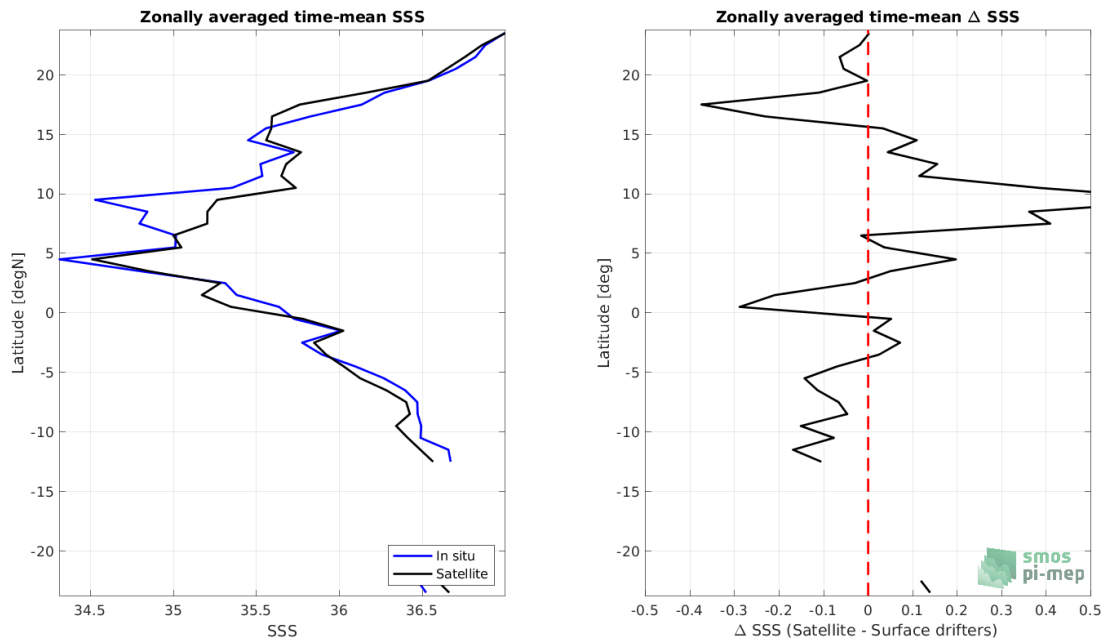 Zonally averaged time-mean SSS
Latitude [degN]
20
15
10
5
0
-5
-10
-15
-20
34.5 35 35.5 36 36.5
SSS
In situ
Satellite
Zonally averaged time-mean Δ SSS
Latitude [deg]
20
15
10
5
0
-5
-10
-15
-20
-0.5 -0.4 -0.3 -0.2 -0.1 0 0.1 0.2 0.3 0.4 0.5
Δ SSS (Satellite - Surface drifters)
smos
pi-mep